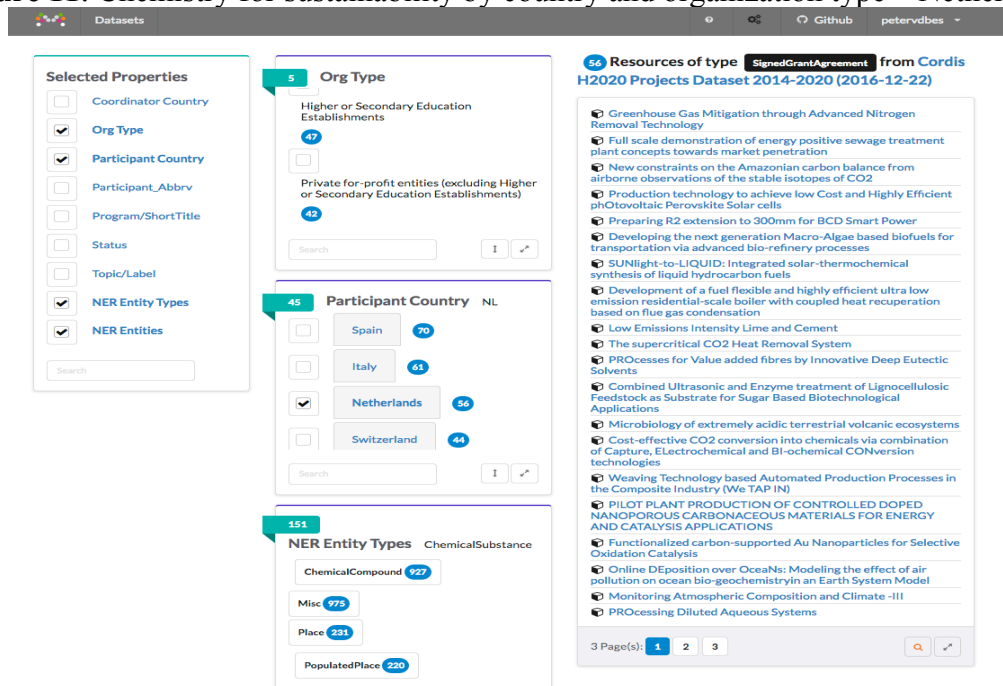 Chemistry for sustainability by country and organization type
Datasets
Github
petervdbes
Selected Properties
Coordinator Country
Org Type
Participant Country
Participant_Abbrv
Program/ShortTitle
Status
Topic/Label
NER Entity Types
NER Entities
Search
5 Org Type
Higher or Secondary Education
Establishments
47
Private for-profit entities (excluding Higher
or Secondary Education Establishments)
42
Search
45 Participant Country NL
Spain 70
Italy 61
Netherlands 56
Switzerland 44
Search
151
NER Entity Types ChemicalSubstance
ChemicalCompound 927
Misc 975
Place 231
PopulatedPlace 220
56 Resources of type SignedGrantAgreement from Cordis
H2020 Projects Dataset 2014-2020 (2016-12-22)
Greenhouse Gas Mitigation through Advanced Nitrogen
Removal Technology
Full scale demonstration of energy positive sewage treatment
plant concepts towards market penetration
New constraints on the Amazonian carbon balance from
airborne observations of the stable isotopes of CO2
Production technology to achieve low Cost and Highly Efficient
phOtovoltaic Perovskite Solar cells
Preparing R2 extension to 300mm for BCD Smart Power
Developing the next generation Macro-Algae based biofuels for
transportation via advanced bio-refinery processes
SUNlight-to-LIQUID: Integrated solar-thermochemical
synthesis of liquid hydrocarbon fuels
Development of a fuel flexible and highly efficient ultra low
emission residential-scale boiler with coupled heat recuperation
based on flue gas condensation
Low Emissions Intensity Lime and Cement
The supercritical CO2 Heat Removal System
PROcesses for Value added fibres by Innovative Deep Eutectic
Solvents
Combined Ultrasonic and Enzyme treatment of Lignocellulosic
Feedstock as Substrate for Sugar Based Biotechnological
Applications
Microbiology of extremely acidic terrestrial volcanic ecosystems
Cost-effective CO2 conversion into chemicals via combination
of Capture, ELectrochemical and BI-ochemical CONversion
technologies
Weaving Technology based Automated Production Processes in
the Composite Industry (We TAP IN)
PILOT PLANT PRODUCTION OF CONTROLLED DOPED
NANOPOROUS CARBONACEOUS MATERIALS FOR ENERGY
AND CATALYSIS APPLICATIONS
Functionalized carbon-supported Au Nanoparticles for Selective
Oxidation Catalysis
Online DEposition over OceaNs: Modeling the effect of air
pollution on ocean bio-geochemistryin an Earth System Model
Monitoring Atmospheric Composition and Climate -III
PROcessing Diluted Aqueous Systems
3 Page(s): 1 2 3